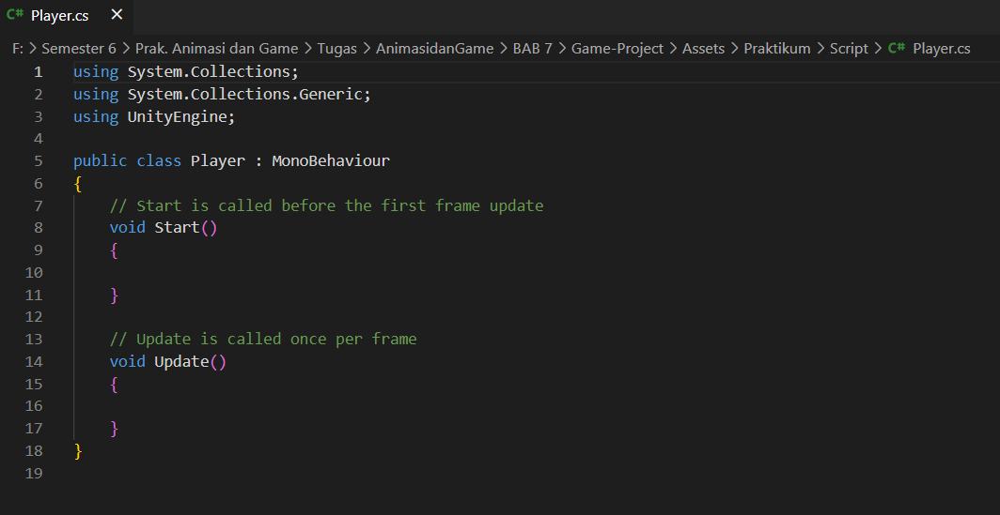 C# Player.cs ×
F: > Semester 6 > Prak. Animasi dan Game > Tugas > AnimasidanGame > BAB 7 > Game-Project > Assets > Praktikum > Script > C# Player.cs
1 using System.Collections;
2 using System.Collections.Generic;
3 using UnityEngine;
4
5 public class Player : MonoBehaviour
6 {
7     // Start is called before the first frame update
8     void Start()
9     {
10
11     }
12
13     // Update is called once per frame
14     void Update()
15     {
16
17     }
18 }
19